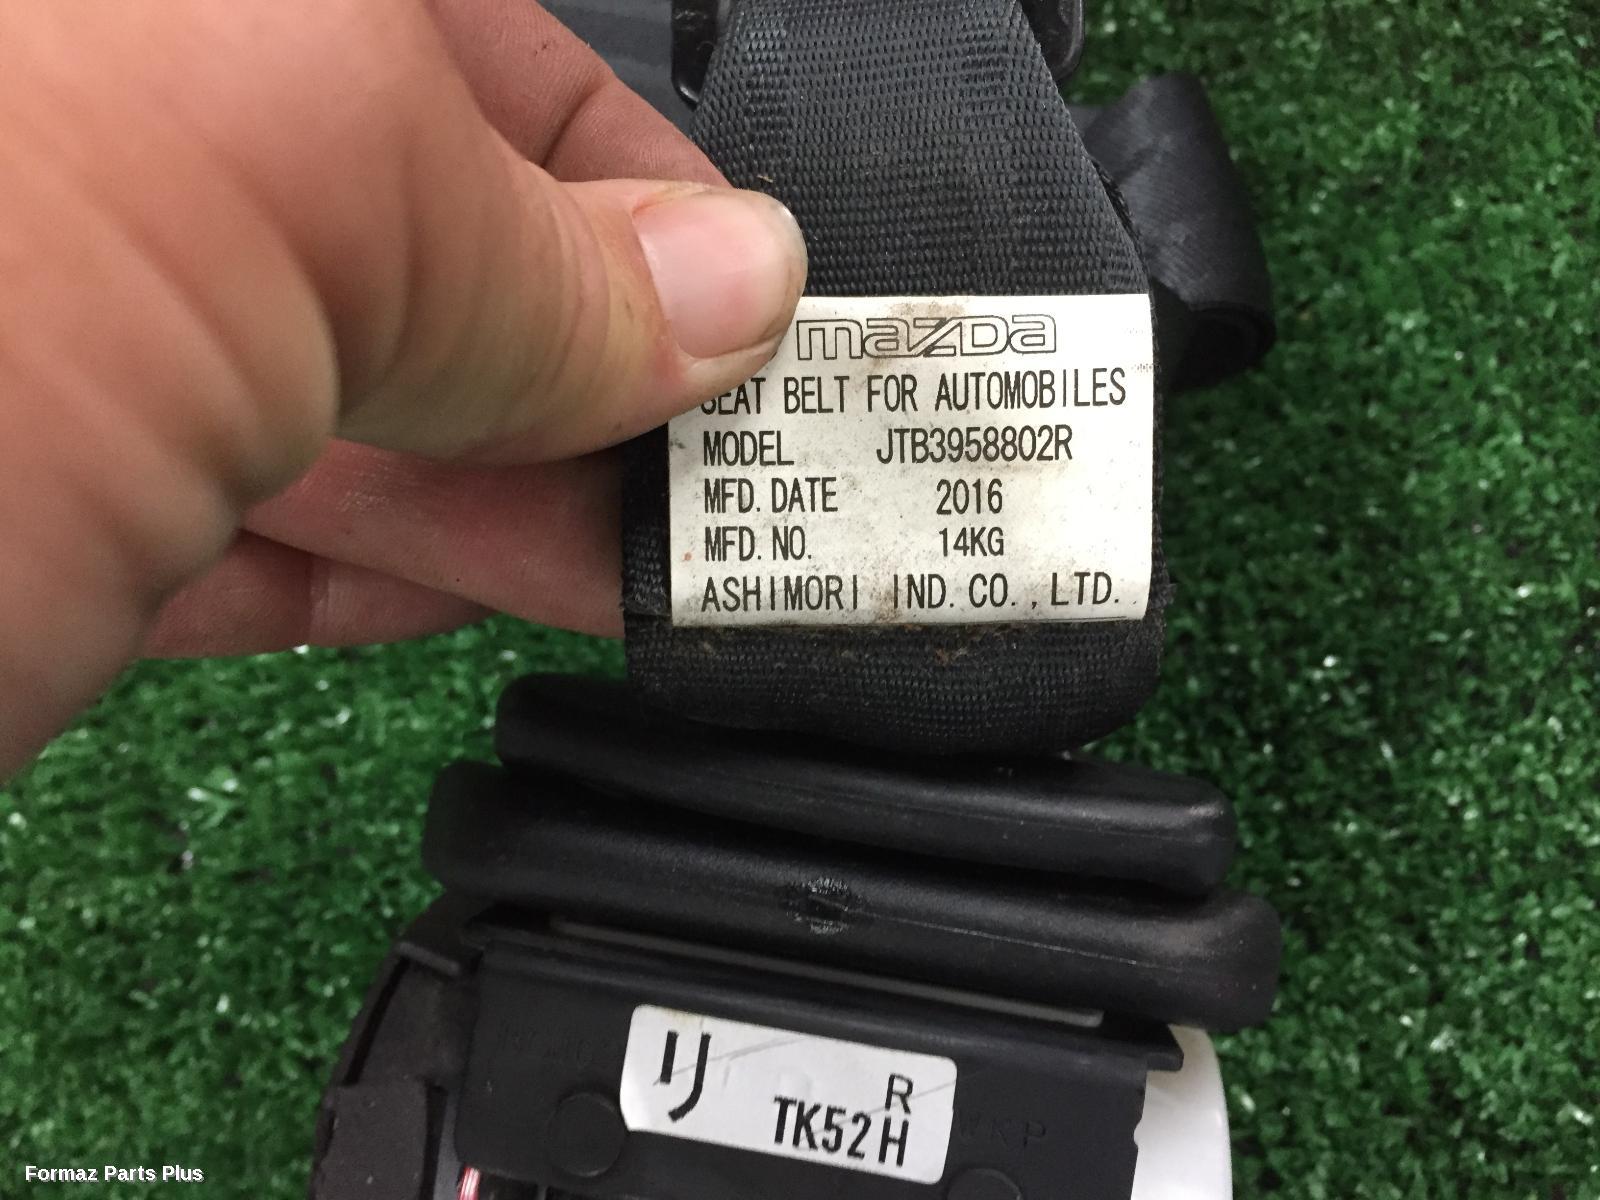 mazDa
SEAT BELT FOR AUTOMOBILES
MODEL JTB3958802R
MFD. DATE 2016
MFD. NO. 14KG
ASHIMORI IND. CO., LTD.
リ R
TK52 H
Formaz Parts Plus